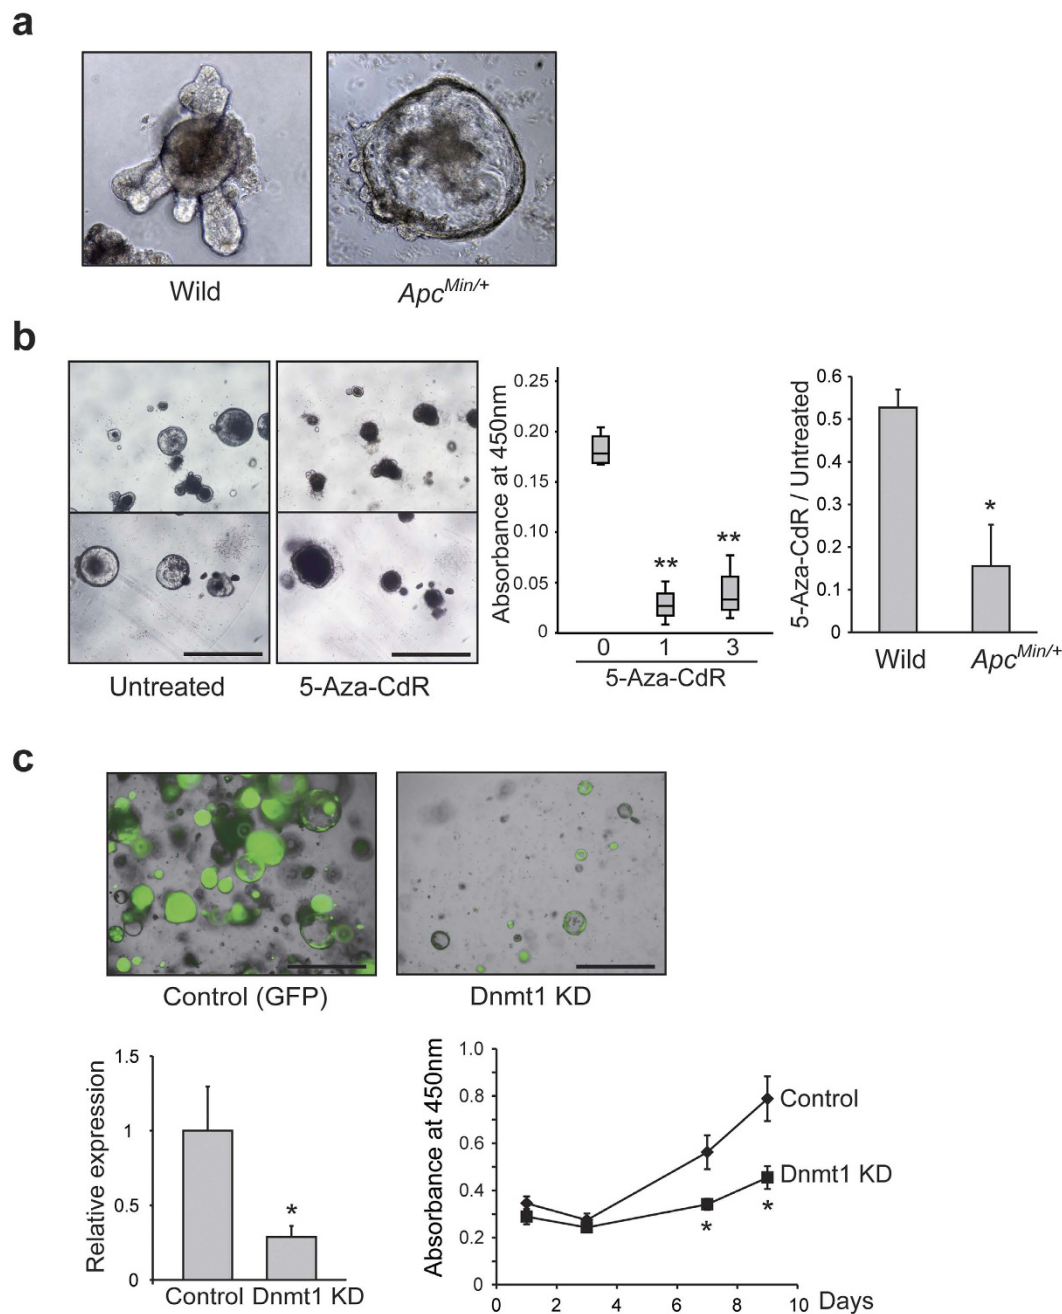 a
Wild
Apc^Min/+
b
Untreated
5-Aza-CdR
Absorbance at 450nm
0.25
0.20
0.15
0.10
0.05
0
**
**
0 1 3
5-Aza-CdR
5-Aza-CdR / Untreated
0.6
0.5
0.4
0.3
0.2
0.1
0
*
Wild Apc^Min/+
c
Control (GFP)
Dnmt1 KD
Relative expression
1.5
1
0.5
0
*
Control Dnmt1 KD
Absorbance at 450nm
1.0
0.8
0.6
0.4
0.2
0
Control
Dnmt1 KD
*
*
0 2 4 6 8 10 Days